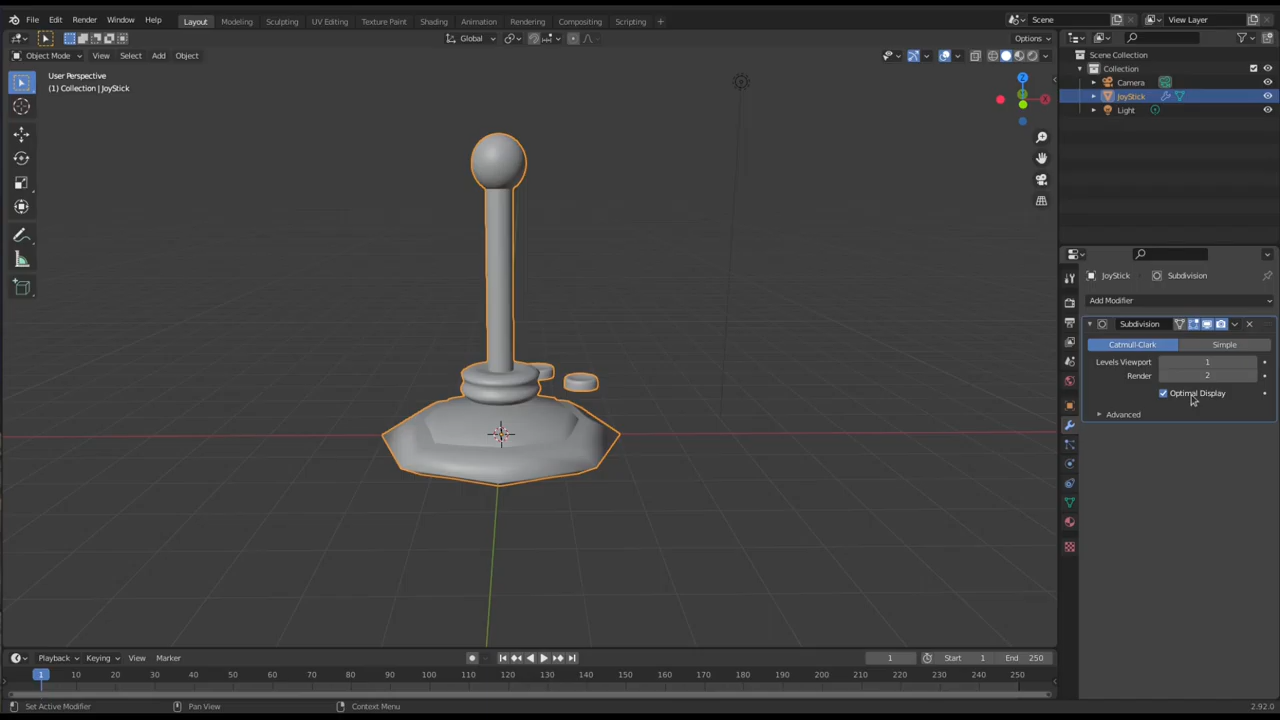 File Edit Render Window Help Layout Modeling Sculpting UV Editing Texture Paint Shading Animation Rendering Compositing Scripting + Scene View Layer
Global Options
Object Mode View Select Add Object
User Perspective
(1) Collection | JoyStick
Scene Collection
Collection
Camera
JoyStick
Light
JoyStick Subdivision
Add Modifier
Subdivision
Catmull-Clark Simple
Levels Viewport 1
Render 2
Optimal Display
Advanced
Z
X
Playback Keying View Marker 1 Start 1 End 250
1 10 20 30 40 50 60 70 80 90 100 110 120 130 140 150 160 170 180 190 200 210 220 230 240 250
Set Active Modifier Pan View Context Menu 2.92.0